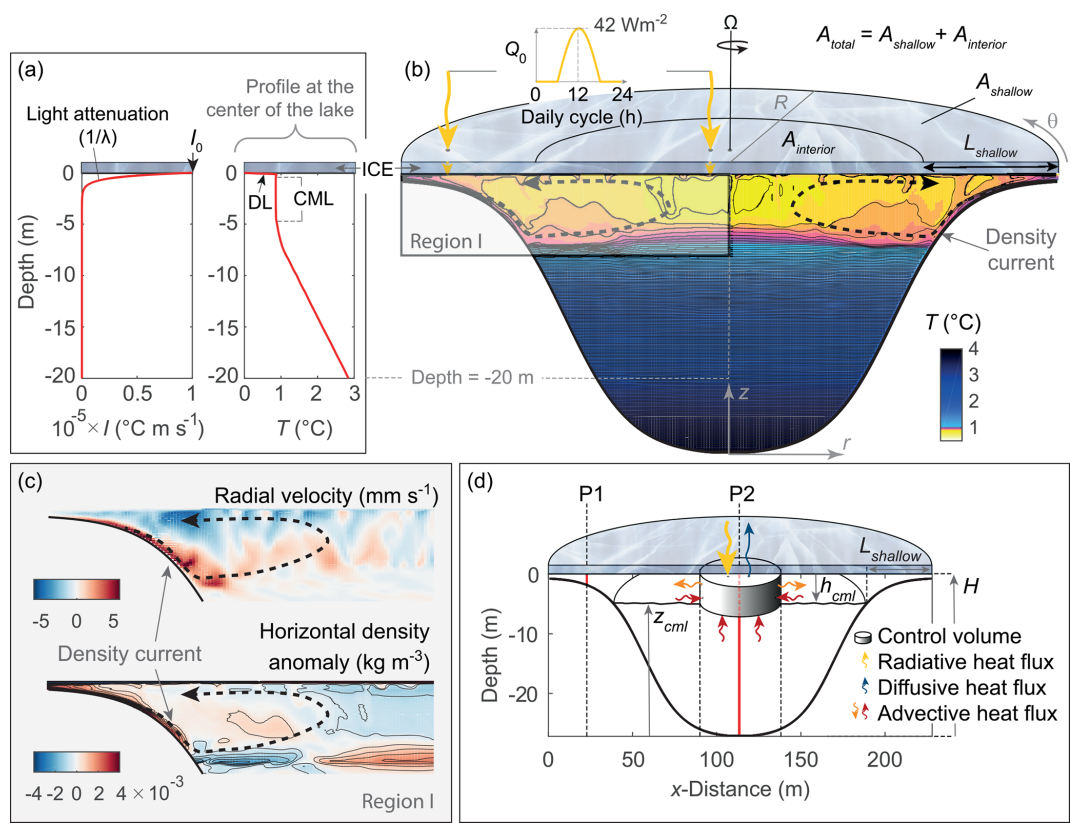 (a)
Light attenuation
(1/λ)
I0
Profile at the
center of the lake
ICE
DL
CML
0
-5
-10
-15
-20
Depth (m)
0
-5
-10
-15
-20
0 0.5 1
10-5 × I (°C m s-1)
0 1 2 3
T (°C)
(b)
42 Wm-2
Q0
0 12 24
Daily cycle (h)
Ω
Atotal = Ashallow + Ainterior
R
Ashallow
θ
Ainterior
Lshallow
Region I
Density
current
Depth = -20 m
z
r
T (°C)
4
3
2
1
(c)
Radial velocity (mm s-1)
-5 0 5
Density current
Horizontal density
anomaly (kg m-3)
-4 -2 0 2 4 × 10-3
Region I
(d)
P1
P2
Lshallow
H
hcml
zcml
Control volume
Radiative heat flux
Diffusive heat flux
Advective heat flux
0
-10
-20
Depth (m)
0 50 100 150 200
x-Distance (m)